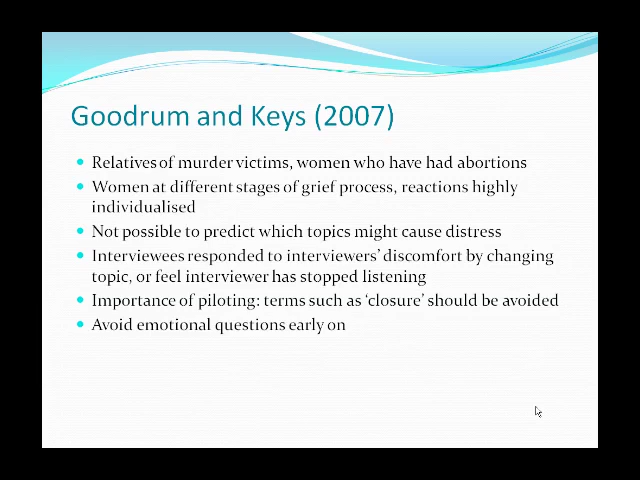 Goodrum and Keys (2007)
Relatives of murder victims, women who have had abortions
Women at different stages of grief process, reactions highly
individualised
Not possible to predict which topics might cause distress
Interviewees responded to interviewers' discomfort by changing
topic, or feel interviewer has stopped listening
Importance of piloting: terms such as 'closure' should be avoided
Avoid emotional questions early on